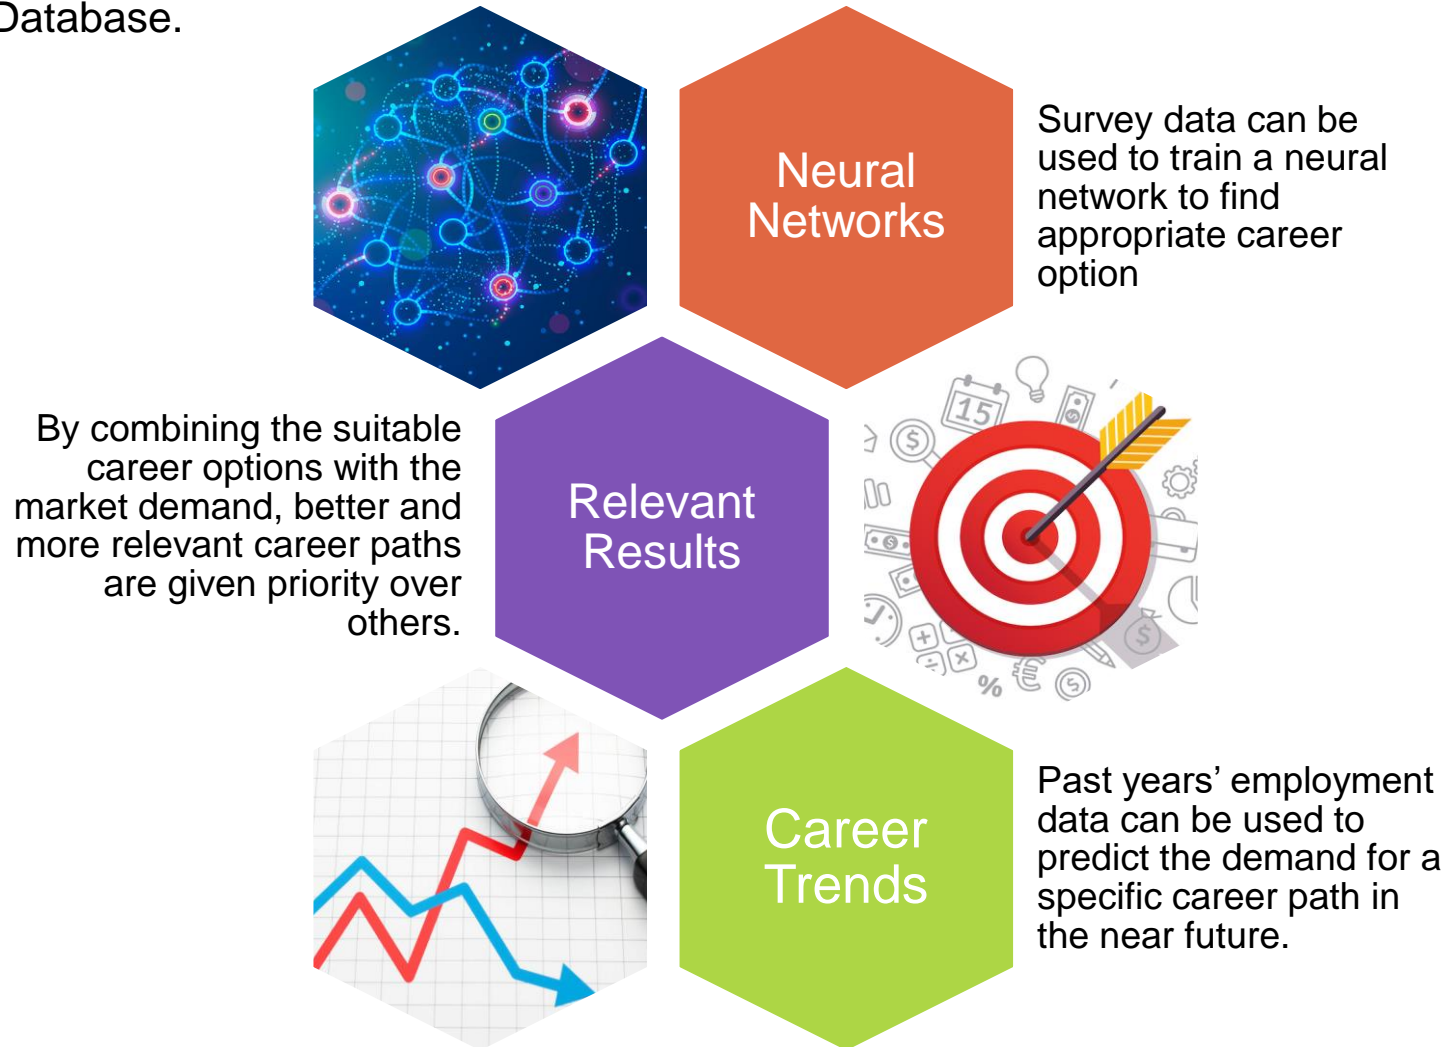 Database.
Neural
Networks
Survey data can be
used to train a neural
network to find
appropriate career
option
By combining the suitable
career options with the
market demand, better and
more relevant career paths
are given priority over
others.
Relevant
Results
15
$
$
%
€
$
Career
Trends
Past years’ employment
data can be used to
predict the demand for a
specific career path in
the near future.